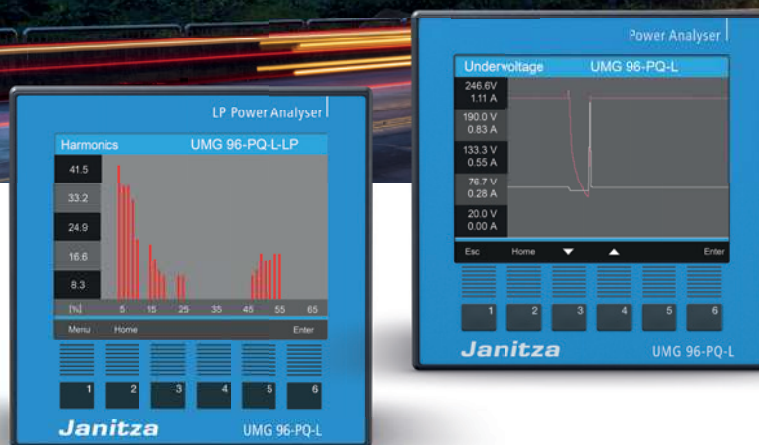 LP Power Analyser
Harmonics UMG 96-PQ-L-LP
41.5
33.2
24.9
16.6
8.3
[%] 5 15 25 35 45 55 65
Menu Home Enter
1 2 3 4 5 6
Janitza UMG 96-PQ-L
Power Analyser
Undervoltage UMG 96-PQ-L
246.6V
1.11 A
190.0 V
0.83 A
133.3 V
0.55 A
76.7 V
0.28 A
20.0 V
0.00 A
Esc Home Enter
1 2 3 4 5 6
Janitza UMG 96-PQ-L